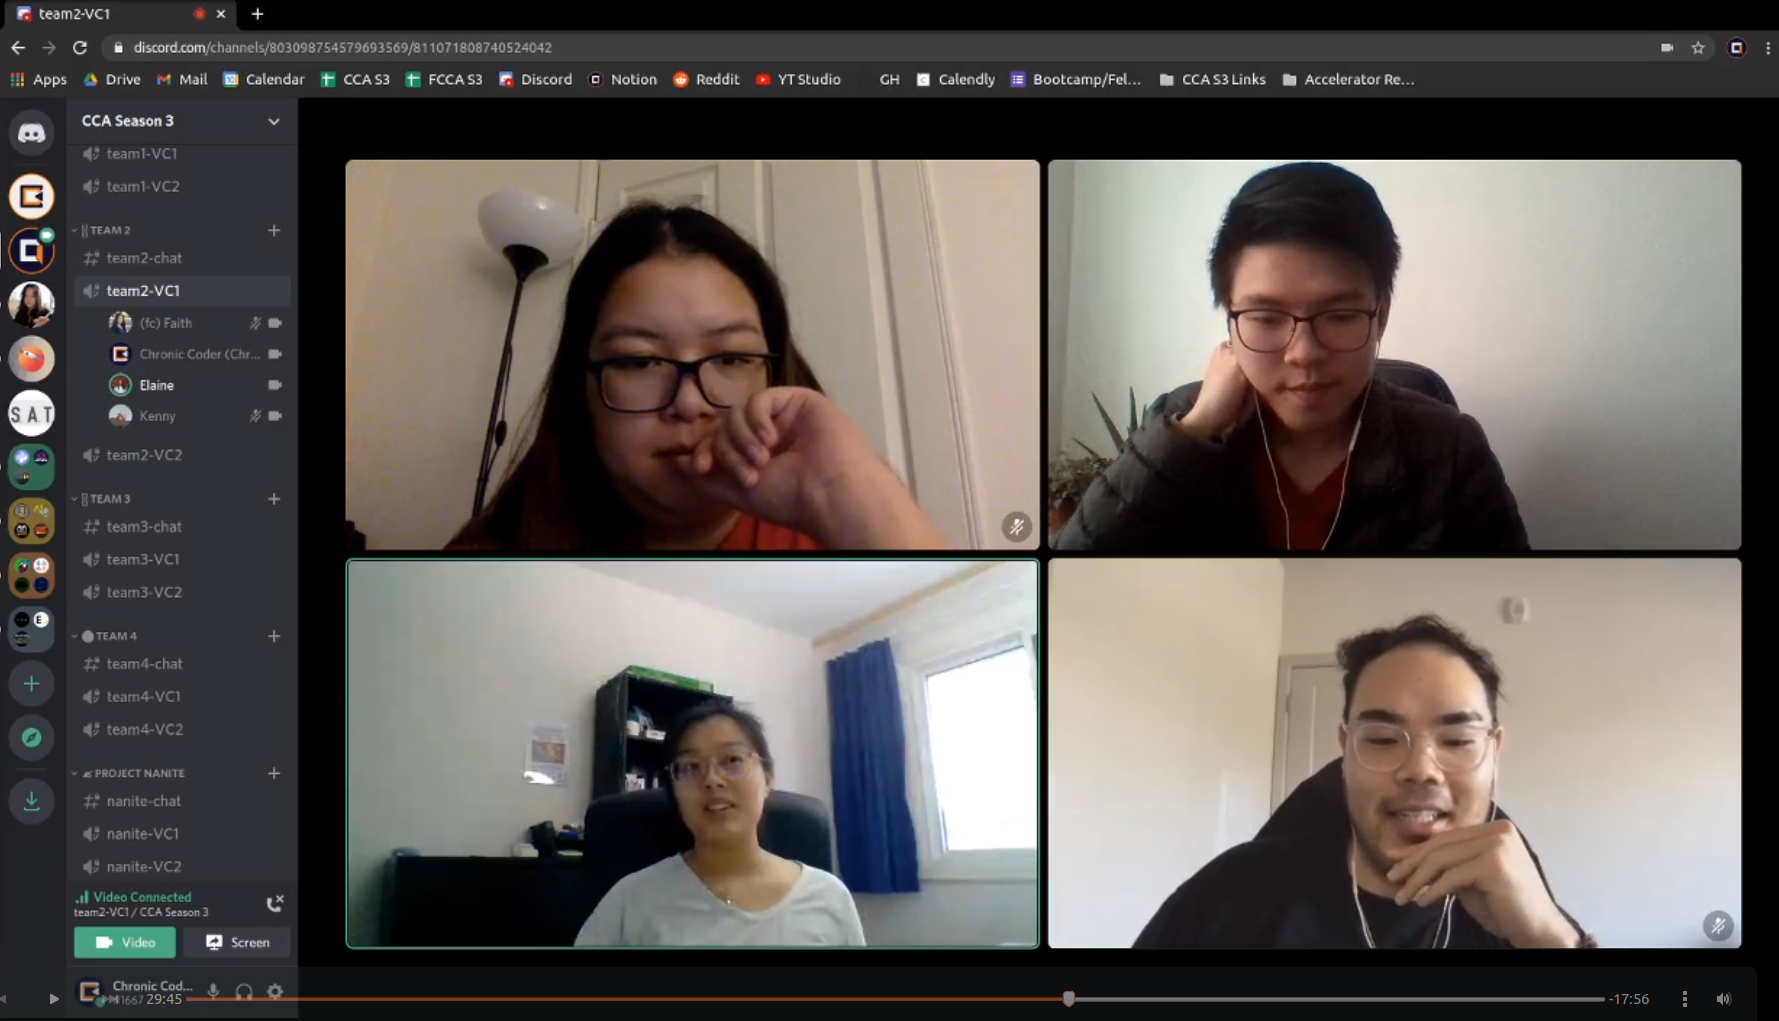 team2-VC1
discord.com/channels/803098754579693569/811071808740524042
Apps Drive Mail Calendar CCA S3 FCCA S3 Discord Notion Reddit YT Studio GH Calendly Bootcamp/Fel... CCA S3 Links Accelerator Re...
CCA Season 3
team1-VC1
team1-VC2
TEAM 2
team2-chat
team2-VC1
(fc) Faith
Chronic Coder (Chr...
Elaine
Kenny
team2-VC2
TEAM 3
team3-chat
team3-VC1
team3-VC2
TEAM 4
team4-chat
team4-VC1
team4-VC2
PROJECT NANITE
nanite-chat
nanite-VC1
nanite-VC2
Video Connected
team2-VC1 / CCA Season 3
Video Screen
Chronic Cod...
29:45 -17:56
S A T
E